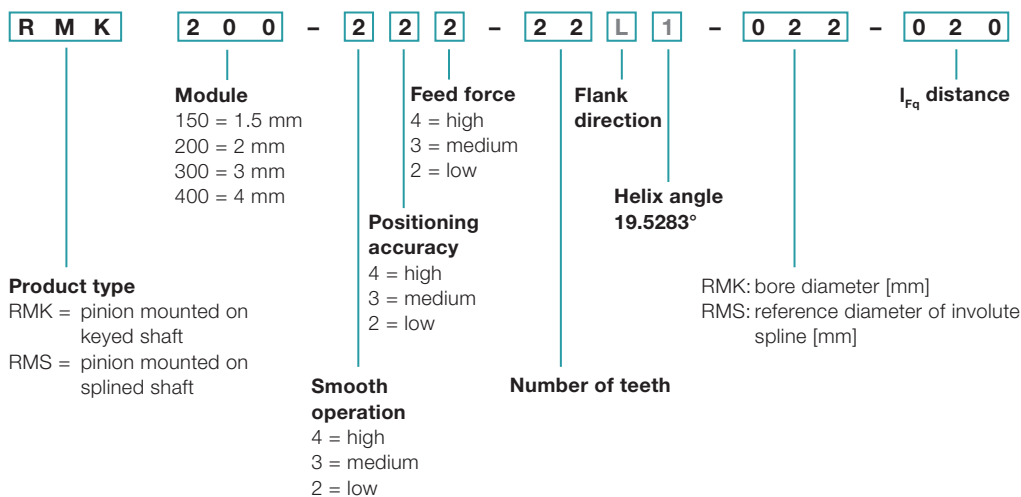 R M K 2 0 0 – 2 2 2 – 2 2 L 1 – 0 2 2 – 0 2 0
Module
150 = 1.5 mm
200 = 2 mm
300 = 3 mm
400 = 4 mm
Feed force
4 = high
3 = medium
2 = low
Flank
direction
lFq distance
Helix angle
19.5283°
Positioning
accuracy
4 = high
3 = medium
2 = low
Product type
RMK = pinion mounted on
keyed shaft
RMS = pinion mounted on
splined shaft
RMK: bore diameter [mm]
RMS: reference diameter of involute
spline [mm]
Smooth
operation
4 = high
3 = medium
2 = low
Number of teeth